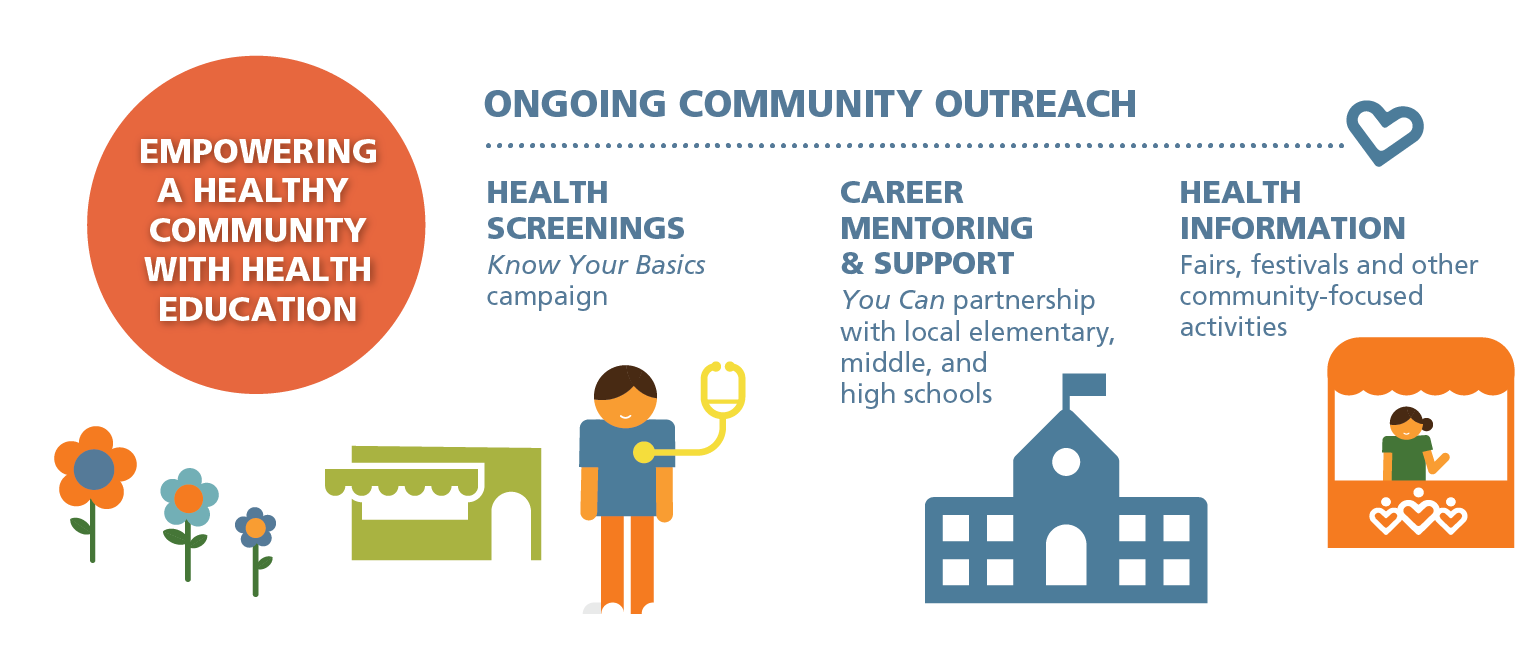 EMPOWERING
A HEALTHY
COMMUNITY
WITH HEALTH
EDUCATION
ONGOING COMMUNITY OUTREACH
HEALTH
SCREENINGS
Know Your Basics
campaign
CAREER
MENTORING
& SUPPORT
You Can partnership
with local elementary,
middle, and
high schools
HEALTH
INFORMATION
Fairs, festivals and other
community-focused
activities